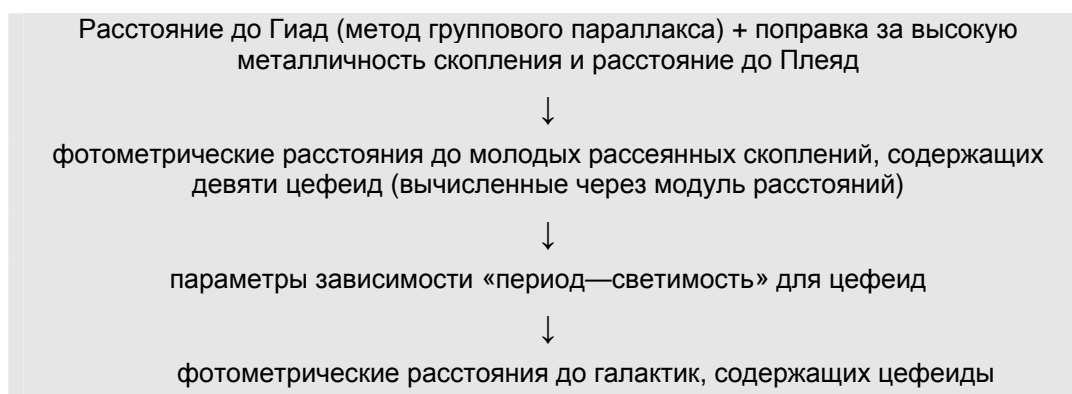 Расстояние до Гиад (метод группового параллакса) + поправка за высокую
металличность скопления и расстояние до Плеяд
↓
фотометрические расстояния до молодых рассеянных скоплений, содержащих
девяти цефеид (вычисленные через модуль расстояний)
↓
параметры зависимости «период—светимость» для цефеид
↓
фотометрические расстояния до галактик, содержащих цефеиды